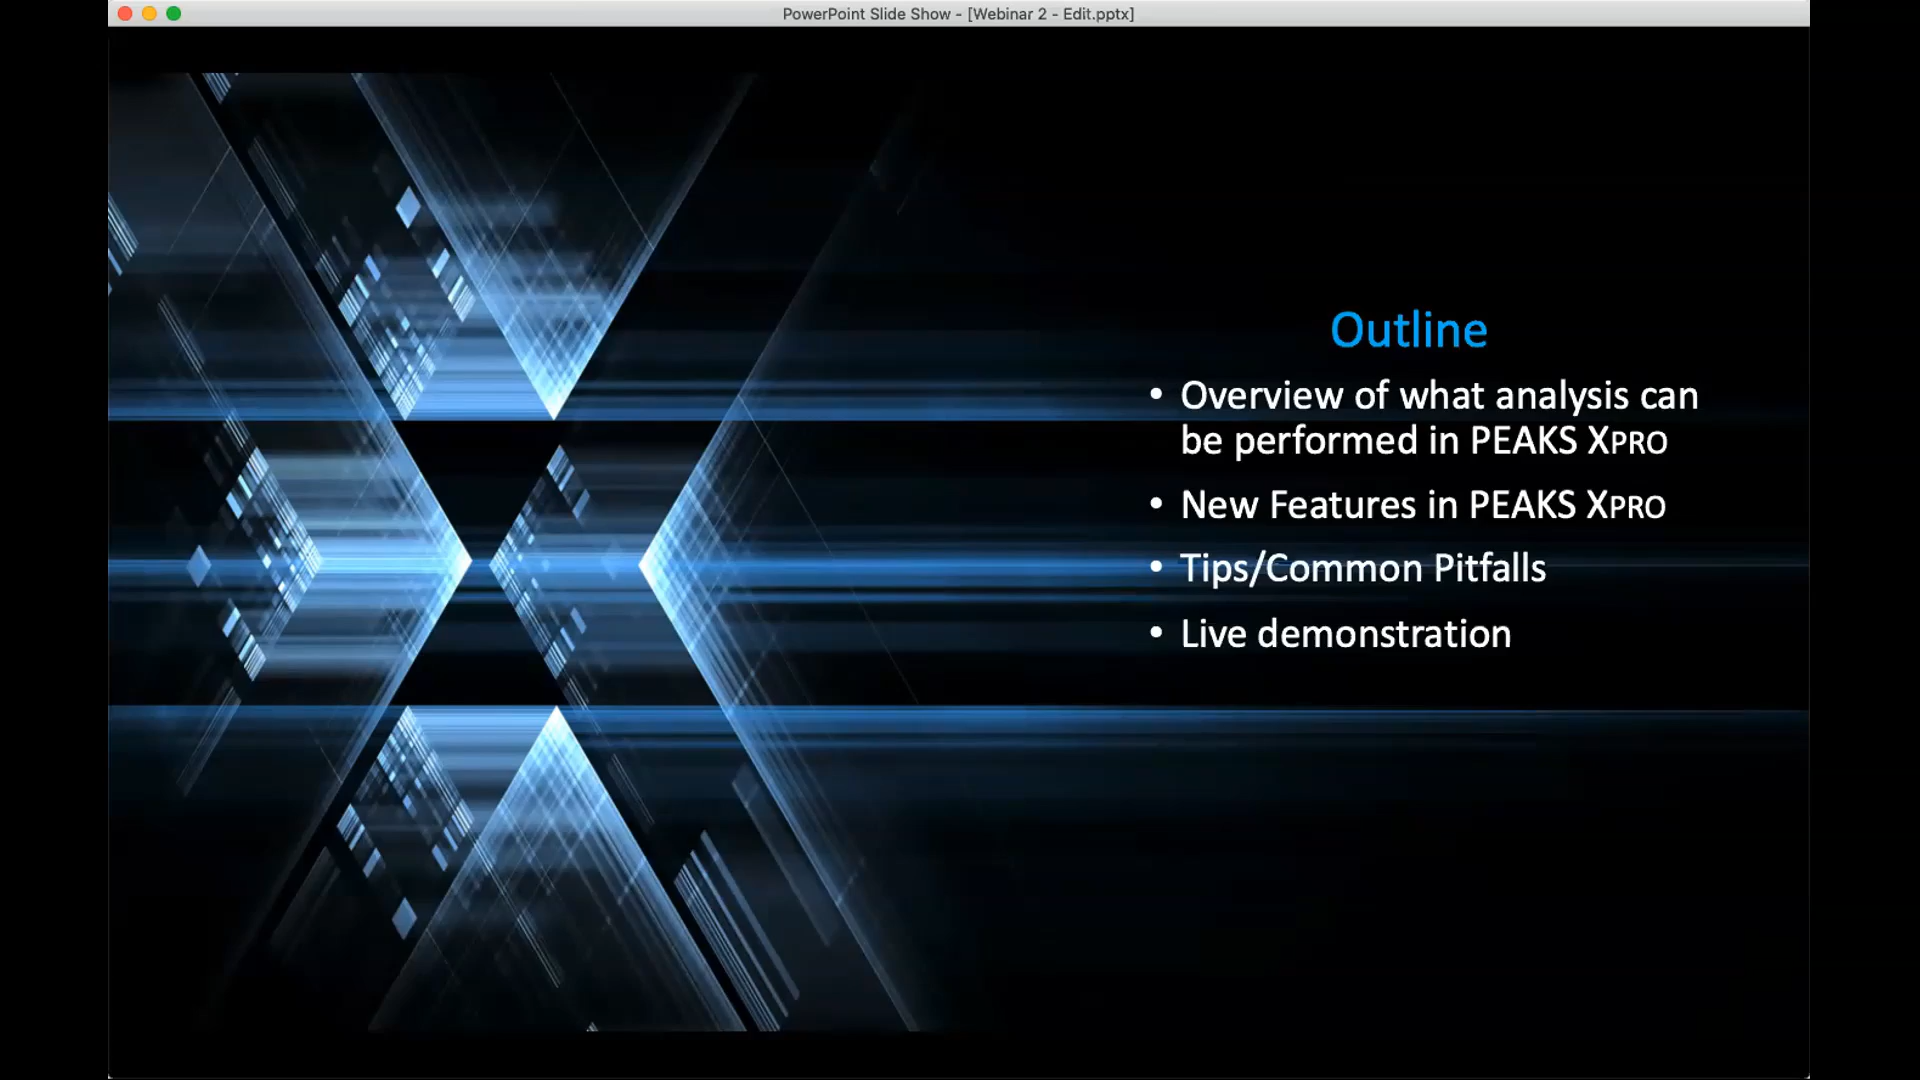 PowerPoint Slide Show - [Webinar 2 - Edit.pptx]
Outline
• Overview of what analysis can
be performed in PEAKS XPRO
• New Features in PEAKS XPRO
• Tips/Common Pitfalls
• Live demonstration